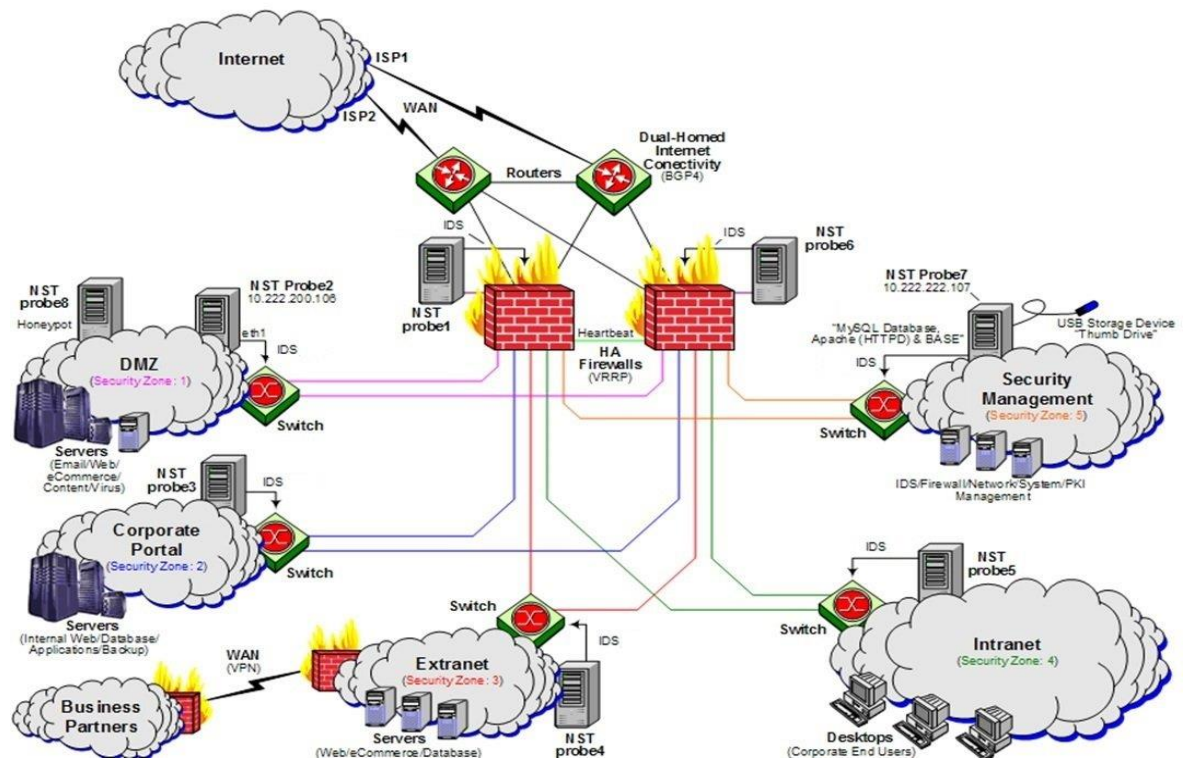 Internet
ISP1
ISP2
WAN
Dual-Homed
Internet
Conectivity
(BGP4)
Routers
IDS
NST
probe1
IDS
NST
probe6
Heartbeat
HA
Firewalls
(VRRP)
NST
probe8
Honeypot
NST Probe2
10.222.200.106
eth1
IDS
DMZ
(Security Zone: 1)
Switch
Servers
(Email/Web/
eCommerce/
Content/Virus)
NST Probe7
10.222.222.107
"MySQL Database,
Apache (HTTPD) & BASE"
USB Storage Device
"Thumb Drive"
IDS
Security
Management
(Security Zone: 5)
Switch
IDS/Firewall/Network/System/PKI
Management
NST
probe3
IDS
Corporate
Portal
(Security Zone: 2)
Switch
Servers
(Internal Web/Database/
Applications/Backup)
IDS
NST
probe5
Switch
Intranet
(Security Zone: 4)
Desktops
(Corporate End Users)
Switch
IDS
WAN
(VPN)
Extranet
(Security Zone: 3)
Business
Partners
Servers
(Web/eCommerce/Database)
NST
probe4